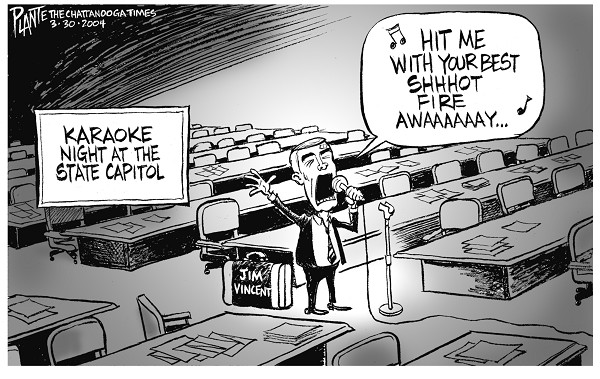 PLANTE THE CHATTANOOGA TIMES
3·30·2004
HIT ME
WITH YOUR BEST
SHHHOT
FIRE
AWAAAAAAY...
KARAOKE
NIGHT AT THE
STATE CAPITOL
JIM
VINCENT